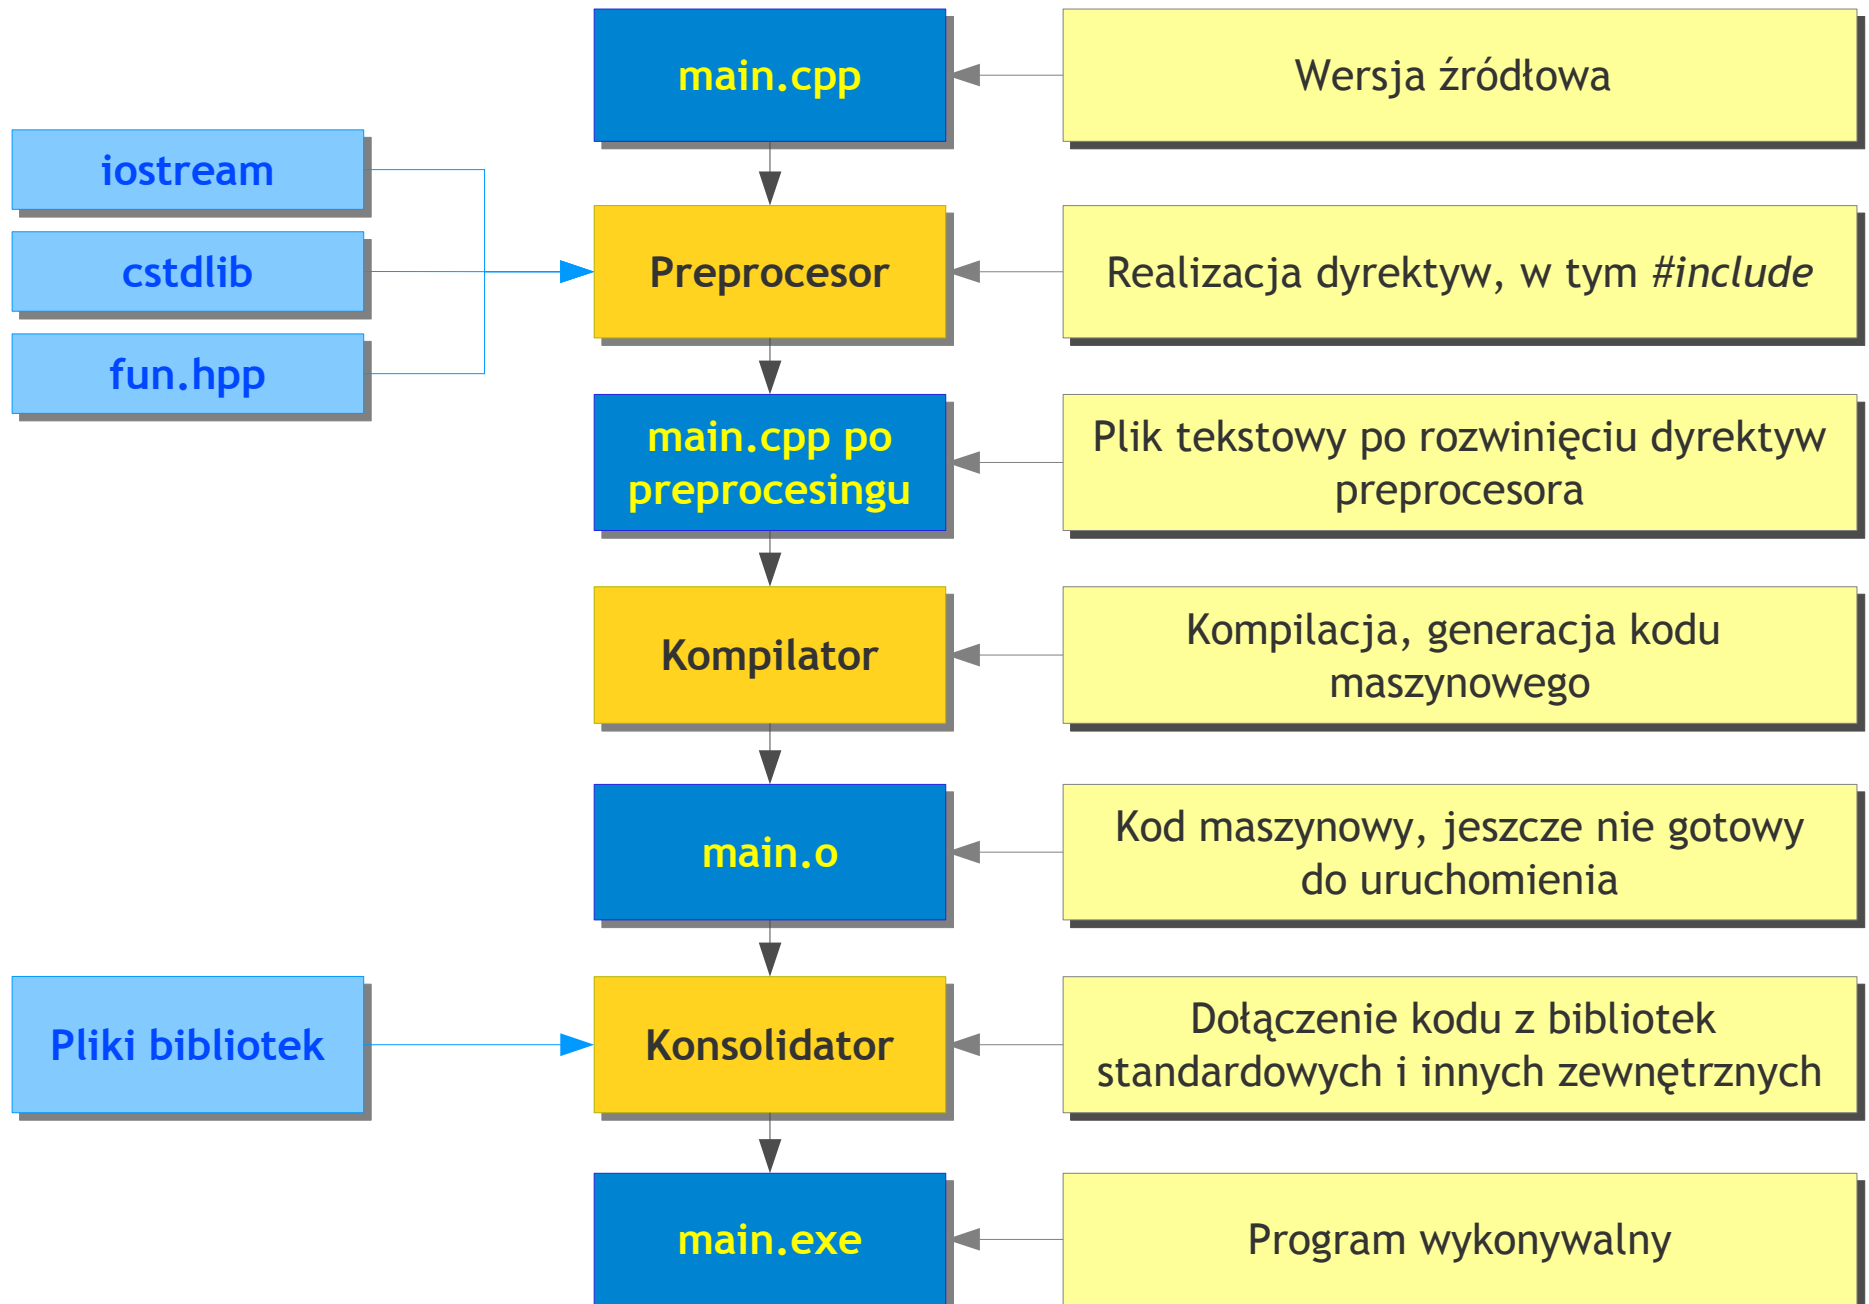 main.cpp
Wersja źródłowa
iostream
cstdlib
fun.hpp
Preprocesor
Realizacja dyrektyw, w tym #include
main.cpp po
preprocesingu
Plik tekstowy po rozwinięciu dyrektyw
preprocesora
Kompilator
Kompilacja, generacja kodu
maszynowego
main.o
Kod maszynowy, jeszcze nie gotowy
do uruchomienia
Pliki bibliotek
Konsolidator
Dołączenie kodu z bibliotek
standardowych i innych zewnętrznych
main.exe
Program wykonywalny